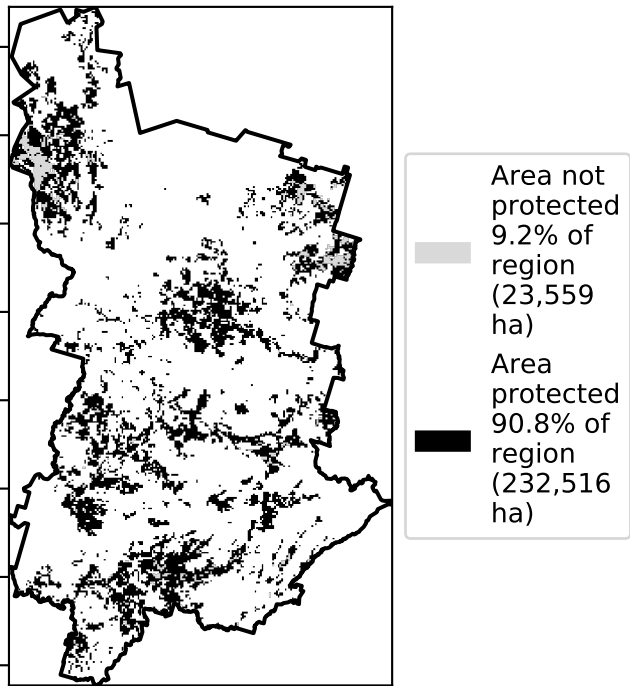 Area not
protected
9.2% of
region
(23,559
ha)
Area
protected
90.8% of
region
(232,516
ha)